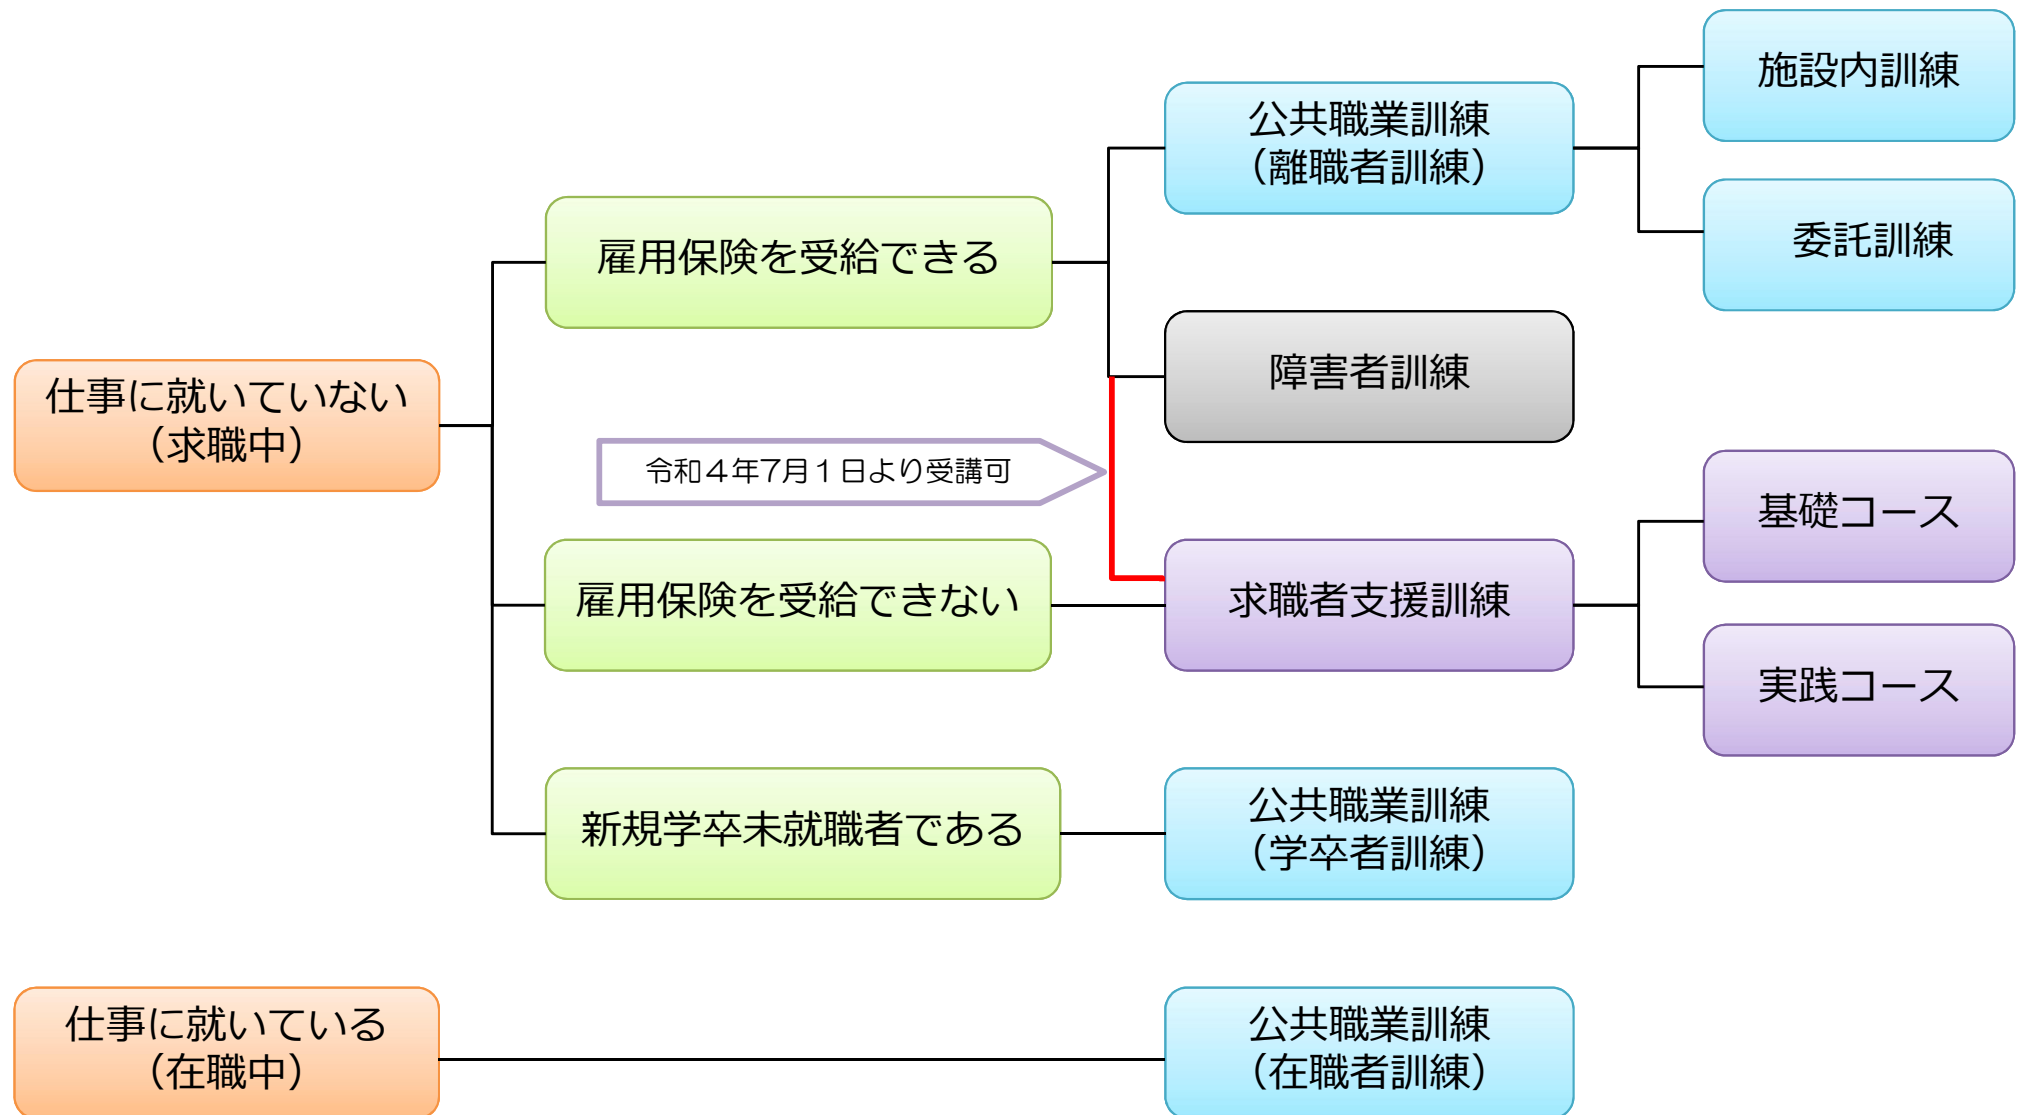 施設内訓練
公共職業訓練
（離職者訓練）
委託訓練
雇用保険を受給できる
障害者訓練
仕事に就いていない
（求職中）
令和４年7月１日より受講可
基礎コース
雇用保険を受給できない
求職者支援訓練
実践コース
新規学卒未就職者である
公共職業訓練
（学卒者訓練）
仕事に就いている
（在職中）
公共職業訓練
（在職者訓練）